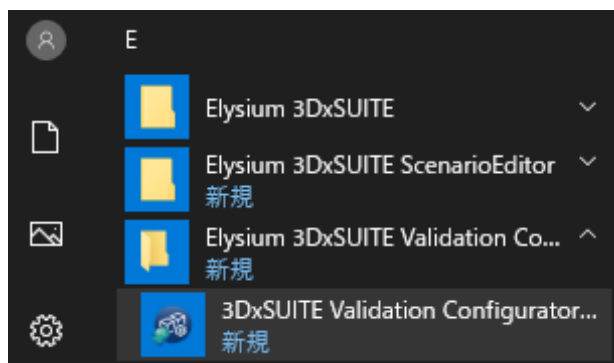 E
Elysium 3DxSUITE
Elysium 3DxSUITE ScenarioEditor
新規
Elysium 3DxSUITE Validation Co...
新規
3DxSUITE Validation Configurator...
新規